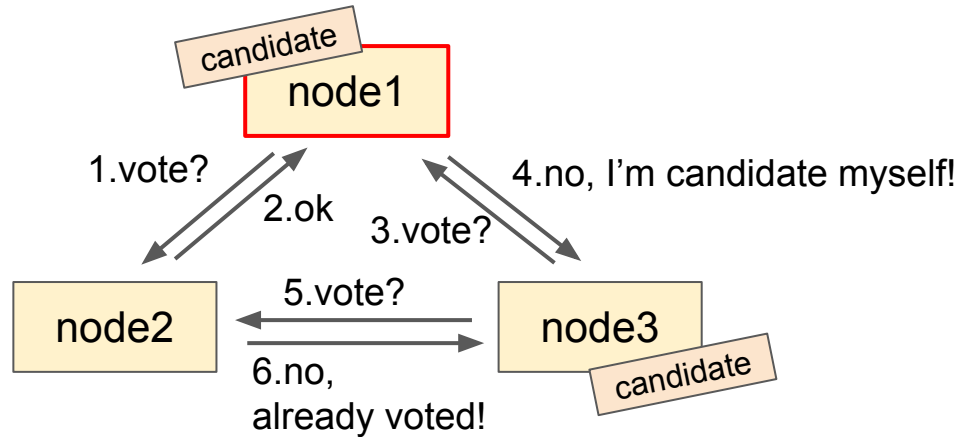 candidate
node1
1.vote?
2.ok
3.vote?
4.no, I’m candidate myself!
node2
5.vote?
node3
6.no,
already voted!
candidate